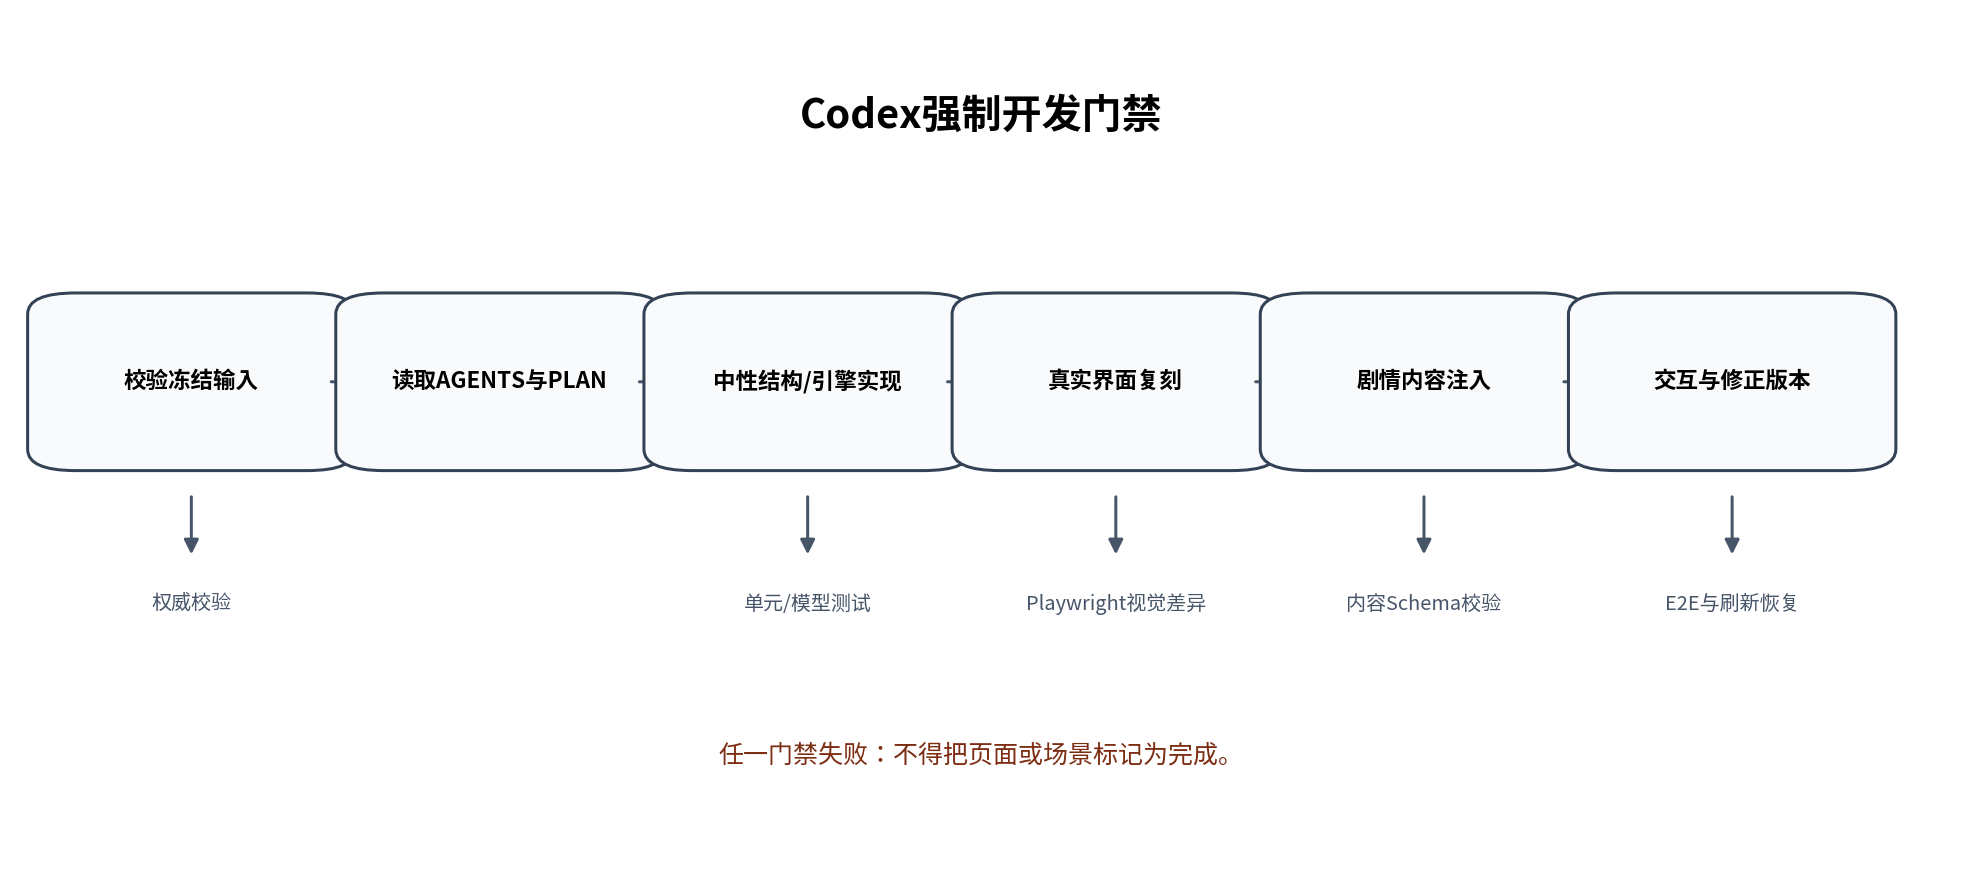 Codex强制开发门禁
校验冻结输入
读取AGENTS与PLAN
中性结构/引擎实现
真实界面复刻
剧情内容注入
交互与修正版本
权威校验
单元/模型测试
Playwright视觉差异
内容Schema校验
E2E与刷新恢复
任一门禁失败：不得把页面或场景标记为完成。